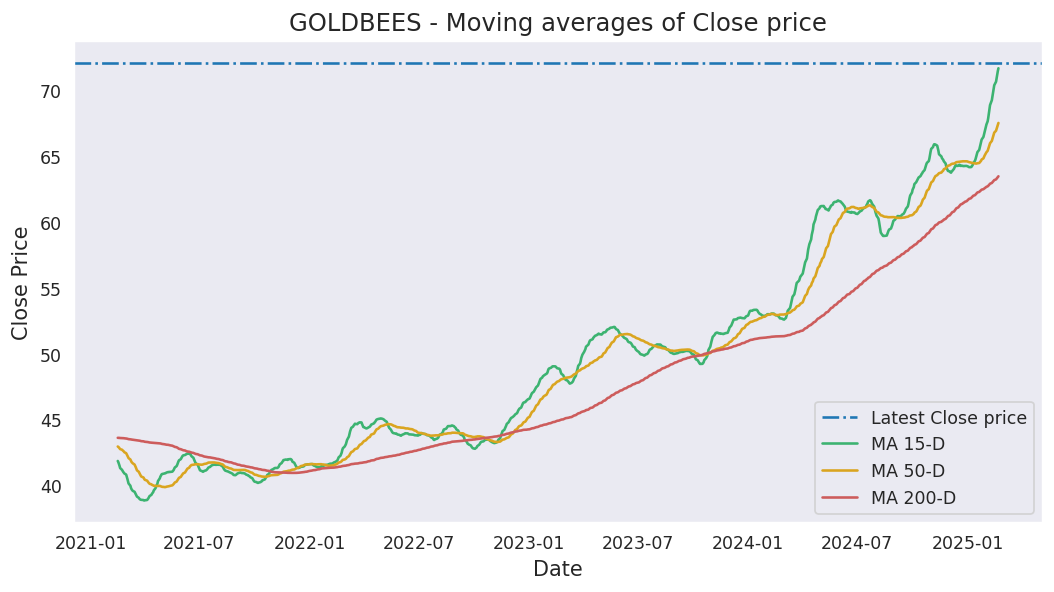 GOLDBEES - Moving averages of Close price
Close Price
70
65
60
55
50
45
40
Latest Close price
MA 15-D
MA 50-D
MA 200-D
2021-01 2021-07 2022-01 2022-07 2023-01 2023-07 2024-01 2024-07 2025-01
Date